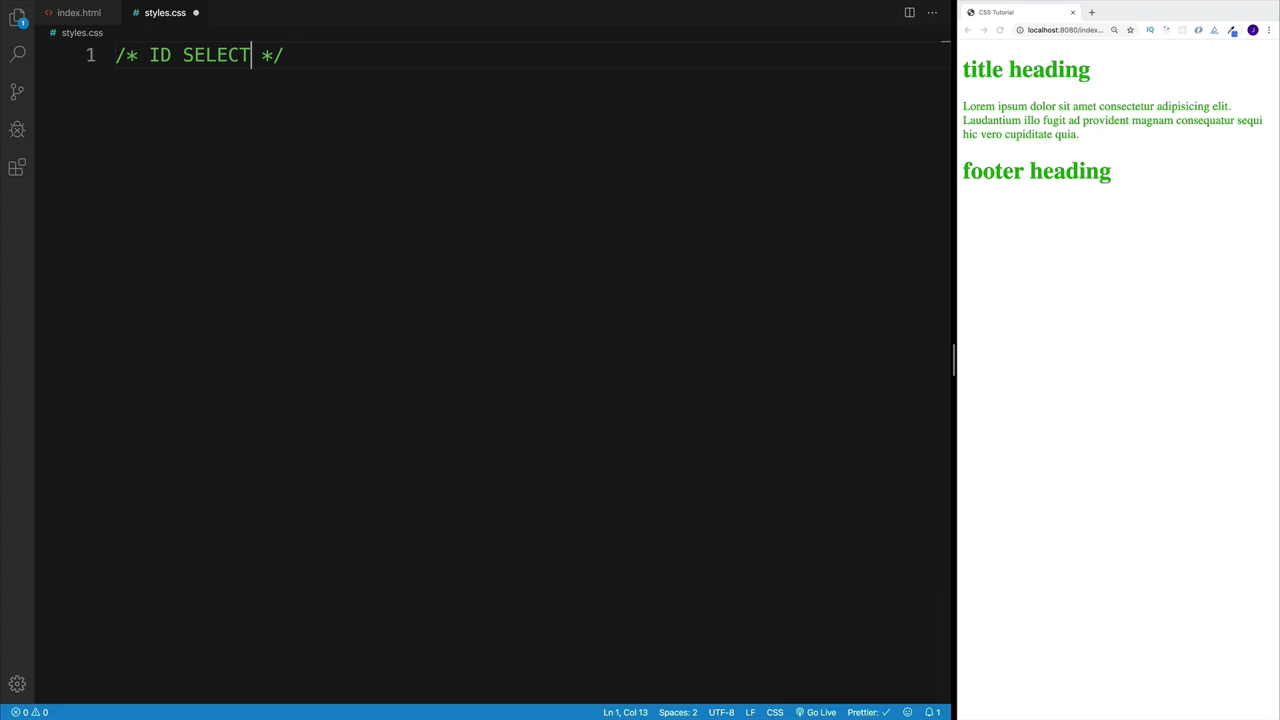 index.html
styles.css
styles.css
1
/* ID SELECT */
1
0 0
Ln 1, Col 13 Spaces: 2 UTF-8 LF CSS Go Live Prettier: 1
CSS Tutorial
localhost:8080/index...
IQ
J
title heading
Lorem ipsum dolor sit amet consectetur adipisicing elit.
Laudantium illo fugit ad provident magnam consequatur sequi
hic vero cupiditate quia.
footer heading